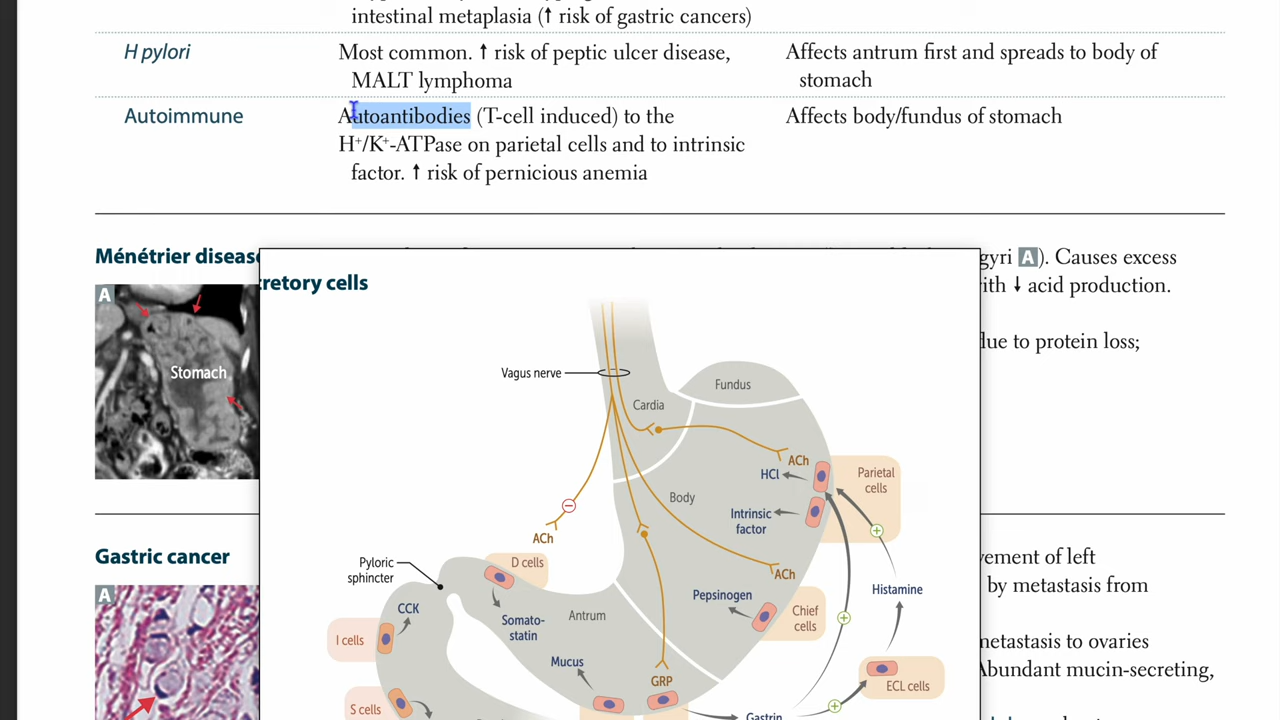 intestinal metaplasia (↑ risk of gastric cancers)
H pylori
Most common. ↑ risk of peptic ulcer disease,
MALT lymphoma
Affects antrum first and spreads to body of
stomach
Autoimmune
Autoantibodies (T-cell induced) to the
H+/K+-ATPase on parietal cells and to intrinsic
factor. ↑ risk of pernicious anemia
Affects body/fundus of stomach
Ménétrier disease
gyri A). Causes excess
with ↓ acid production.
due to protein loss;
A
Stomach
cretory cells
Vagus nerve
Fundus
Cardia
ACh
HCl
Parietal
cells
Body
Intrinsic
factor
ACh
Pyloric
sphincter
D cells
ACh
Histamine
CCK
Pepsinogen
Chief
cells
Somato-
statin
Antrum
I cells
Mucus
GRP
ECL cells
S cells
Gastrin
Gastric cancer
A
vement of left
by metastasis from
metastasis to ovaries
Abundant mucin-secreting,